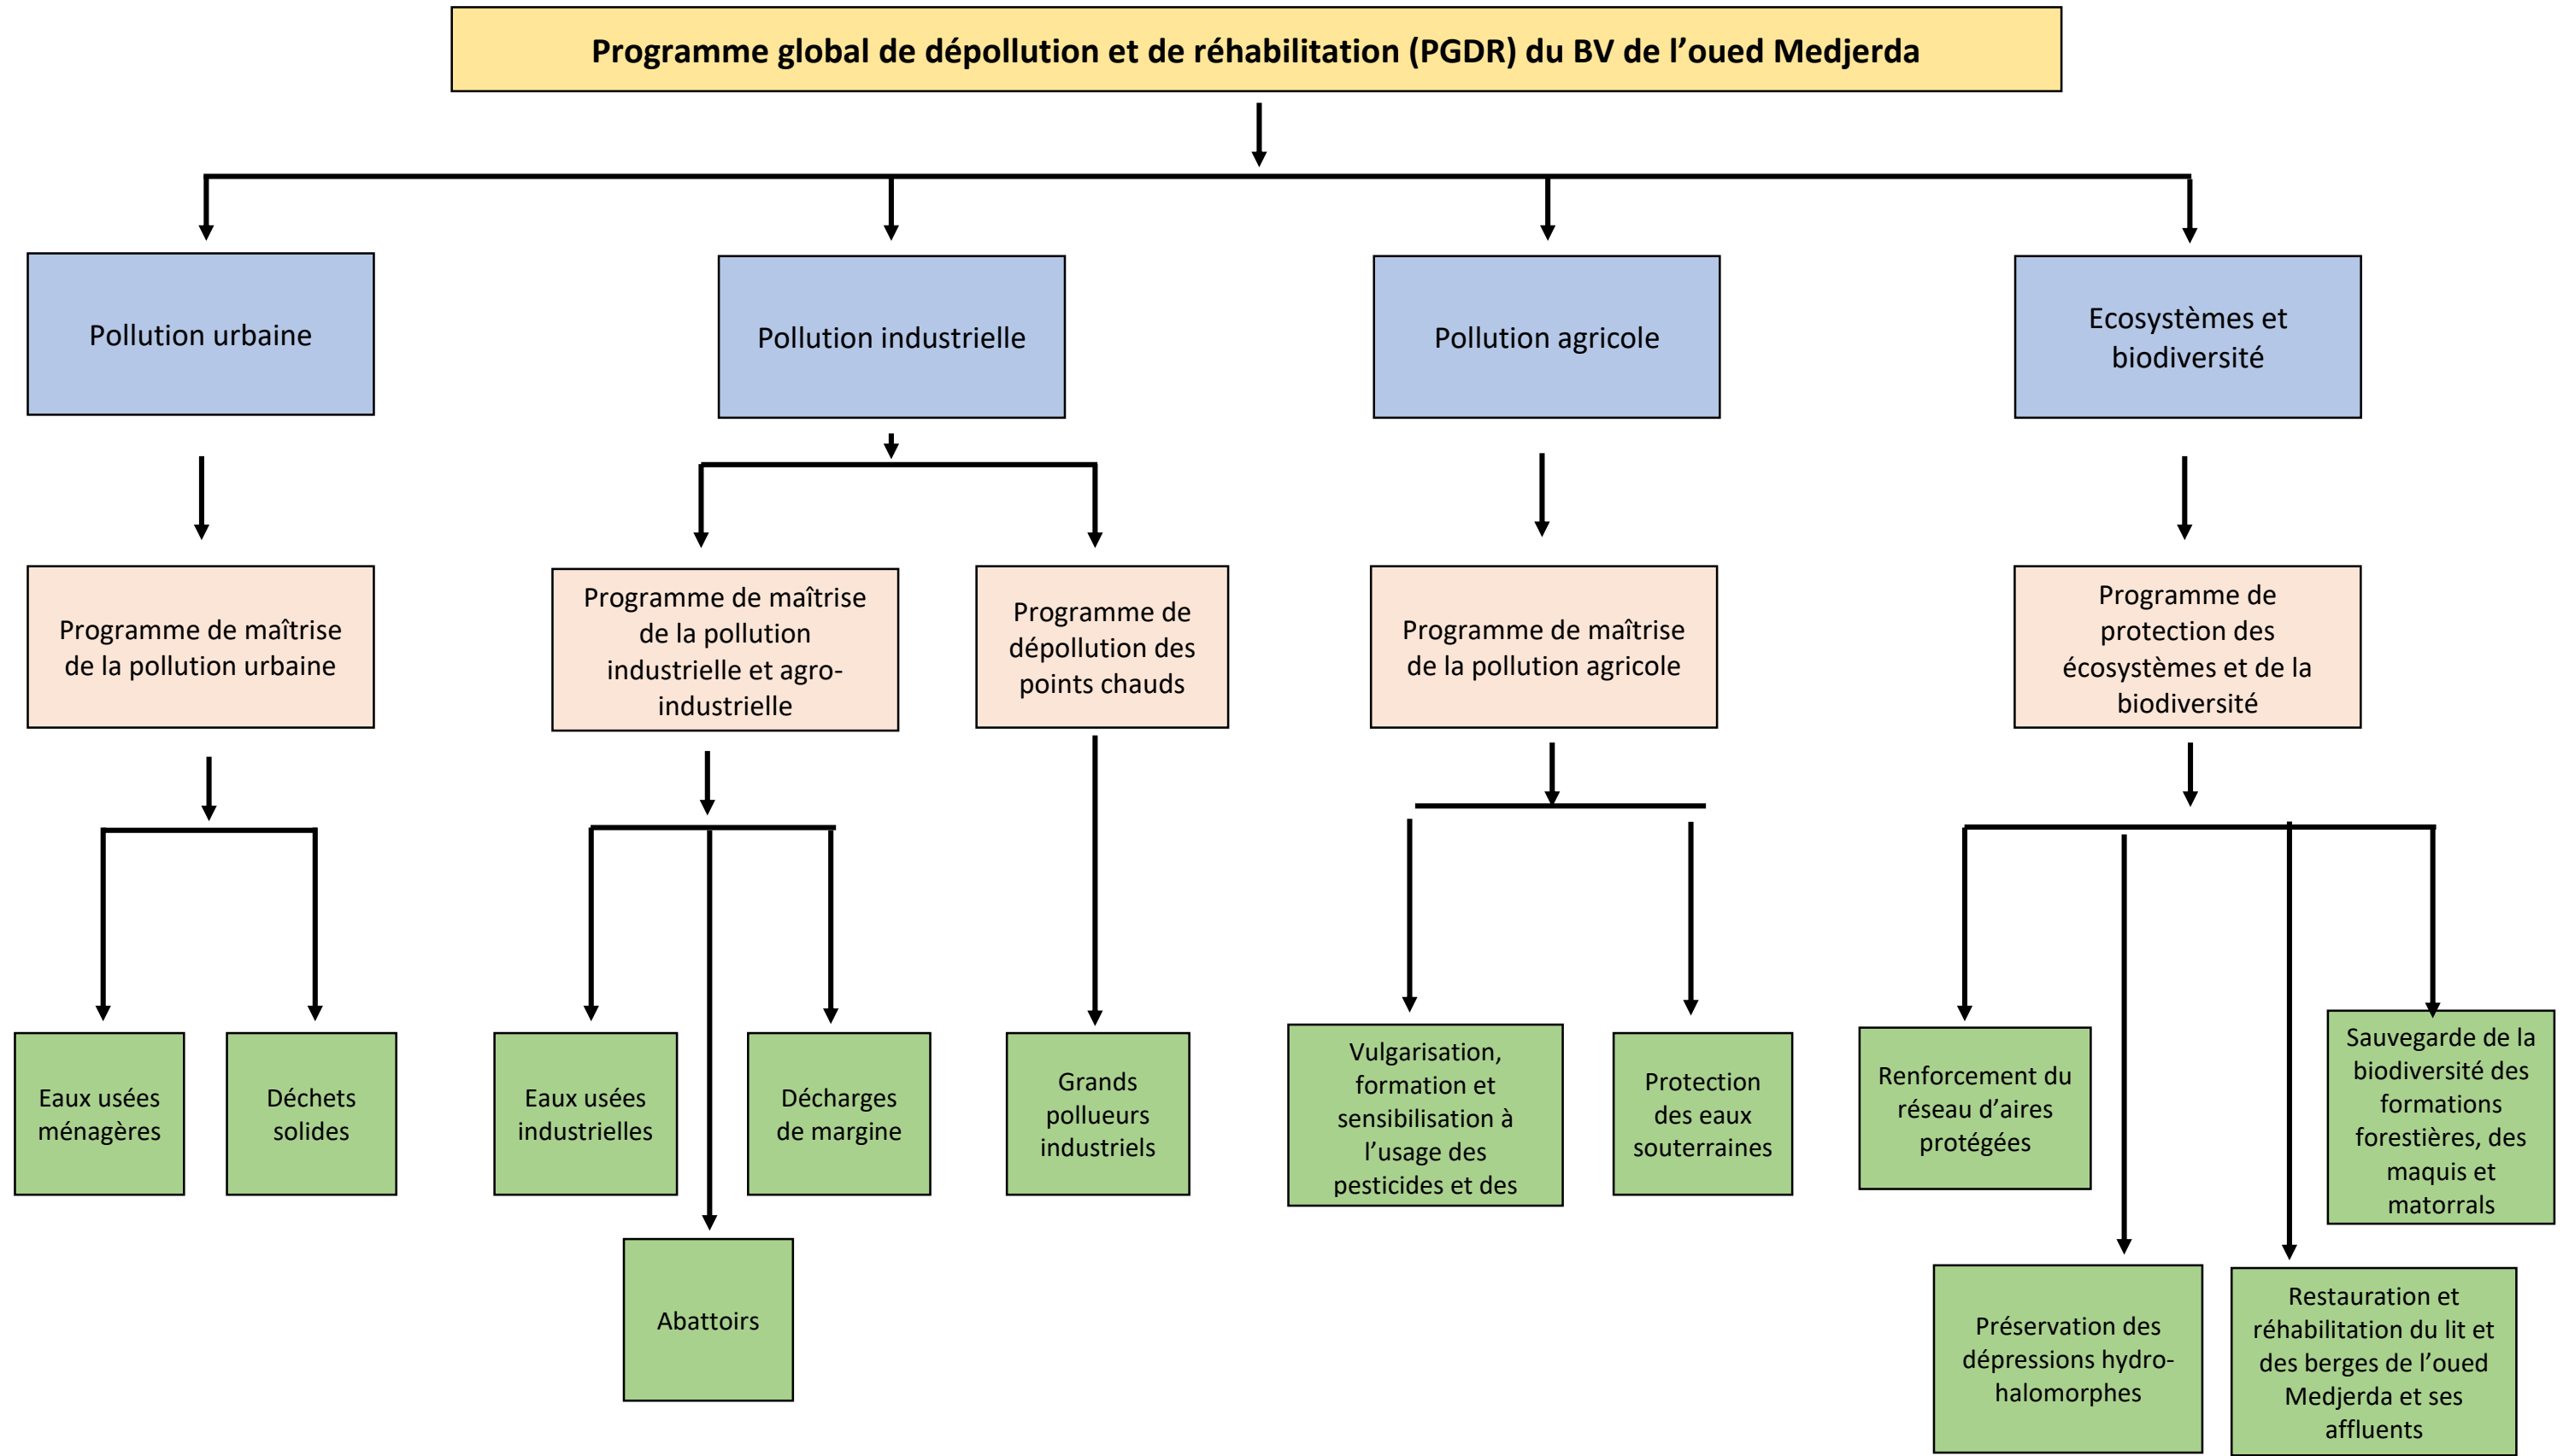 Programme global de dépollution et de réhabilitation (PGDR) du BV de l’oued Medjerda
Pollution urbaine
Pollution industrielle
Pollution agricole
Ecosystèmes et
biodiversité
Programme de maîtrise
de la pollution urbaine
Programme de maîtrise
de la pollution
industrielle et agro-
industrielle
Programme de
dépollution des
points chauds
Programme de maîtrise
de la pollution agricole
Programme de
protection des
écosystèmes et de la
biodiversité
Eaux usées
ménagères
Déchets
solides
Eaux usées
industrielles
Décharges
de margine
Grands
pollueurs
industriels
Vulgarisation,
formation et
sensibilisation à
l’usage des
pesticides et des
Protection
des eaux
souterraines
Renforcement du
réseau d’aires
protégées
Sauvegarde de la
biodiversité des
formations
forestières, des
maquis et
matorrals
Abattoirs
Préservation des
dépressions hydro-
halomorphes
Restauration et
réhabilitation du lit et
des berges de l’oued
Medjerda et ses
affluents